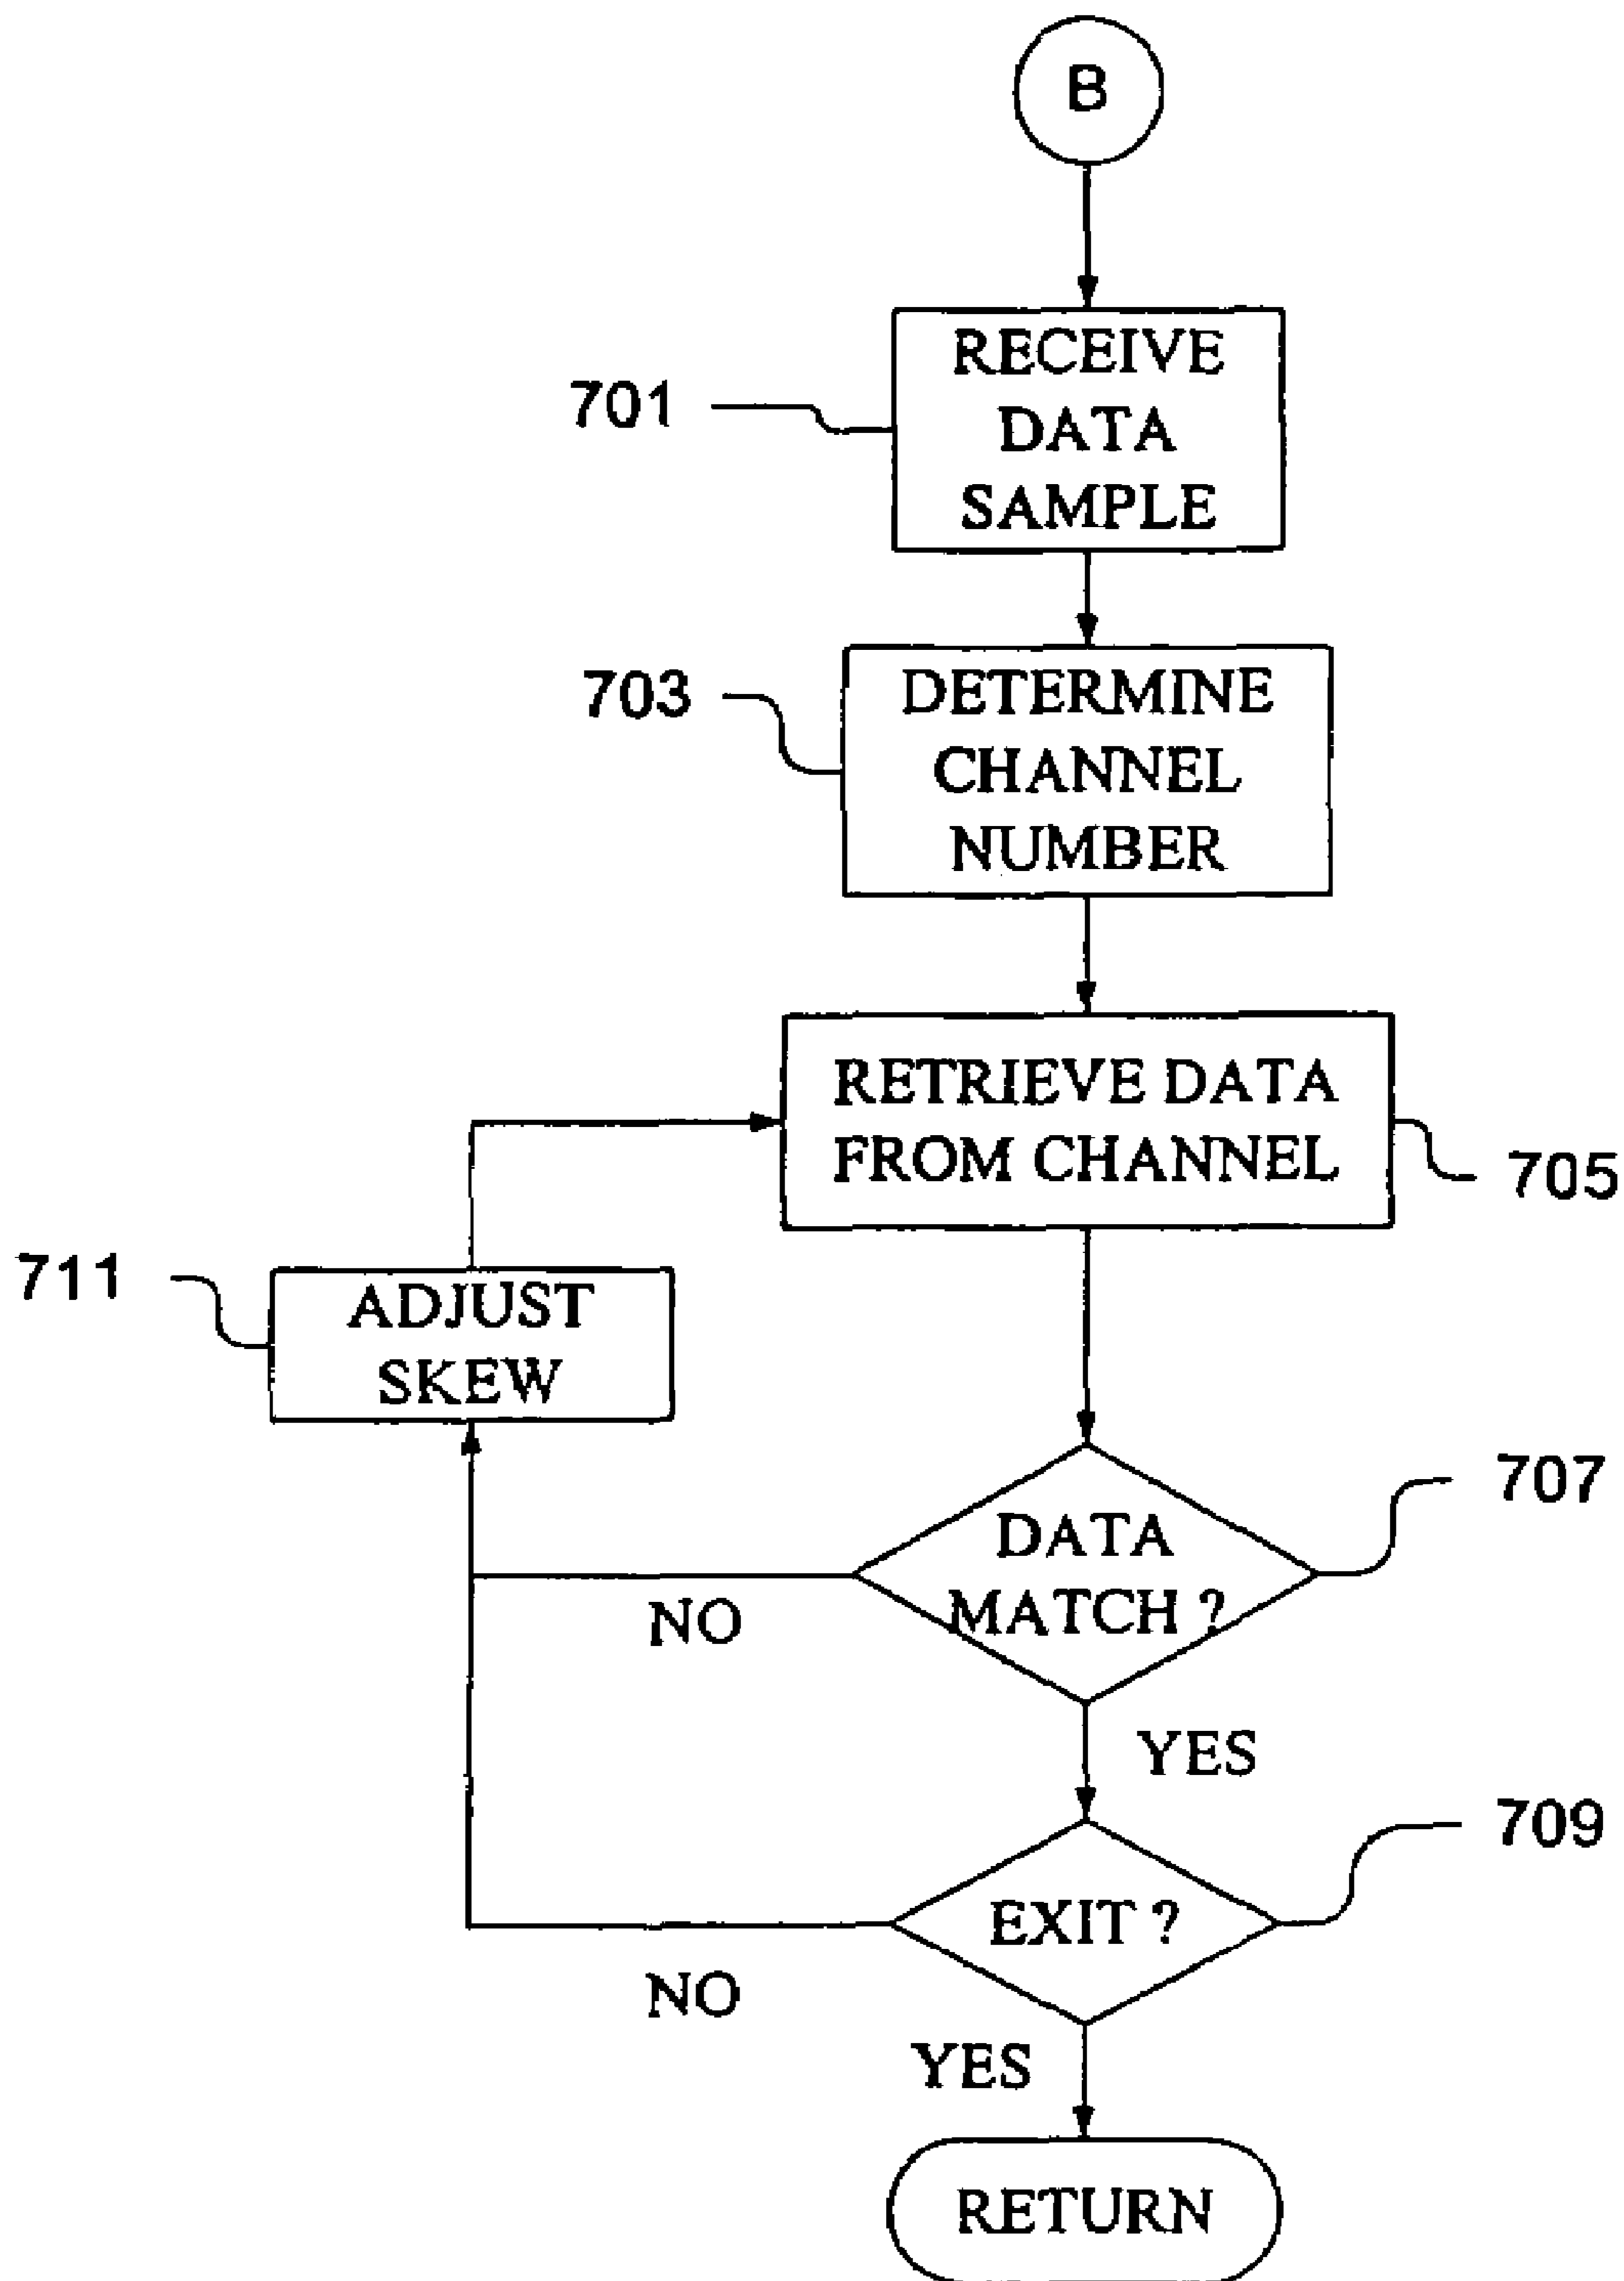 B
701
RECEIVE
DATA
SAMPLE
703
DETERMINE
CHANNEL
NUMBER
RETRIEVE DATA
FROM CHANNEL
705
711
ADJUST
SKEW
707
DATA
MATCH ?
NO
YES
709
EXIT ?
NO
YES
RETURN